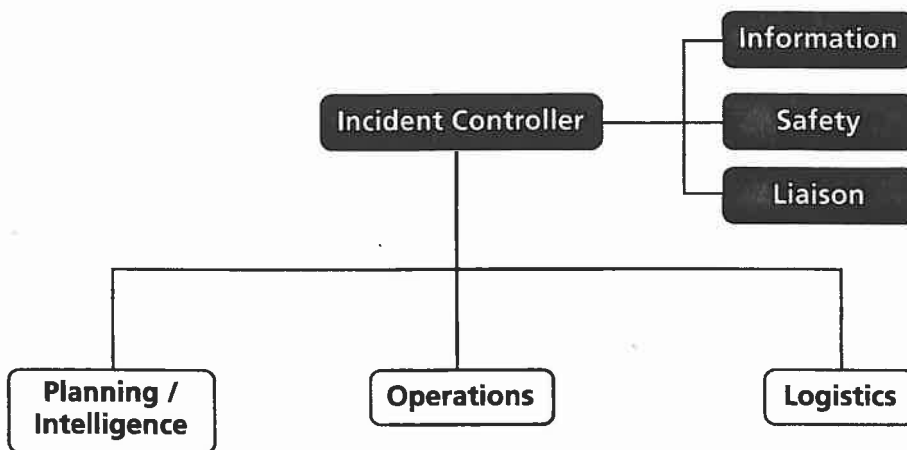 Information
Incident Controller
Safety
Liaison
Planning /
Intelligence
Operations
Logistics